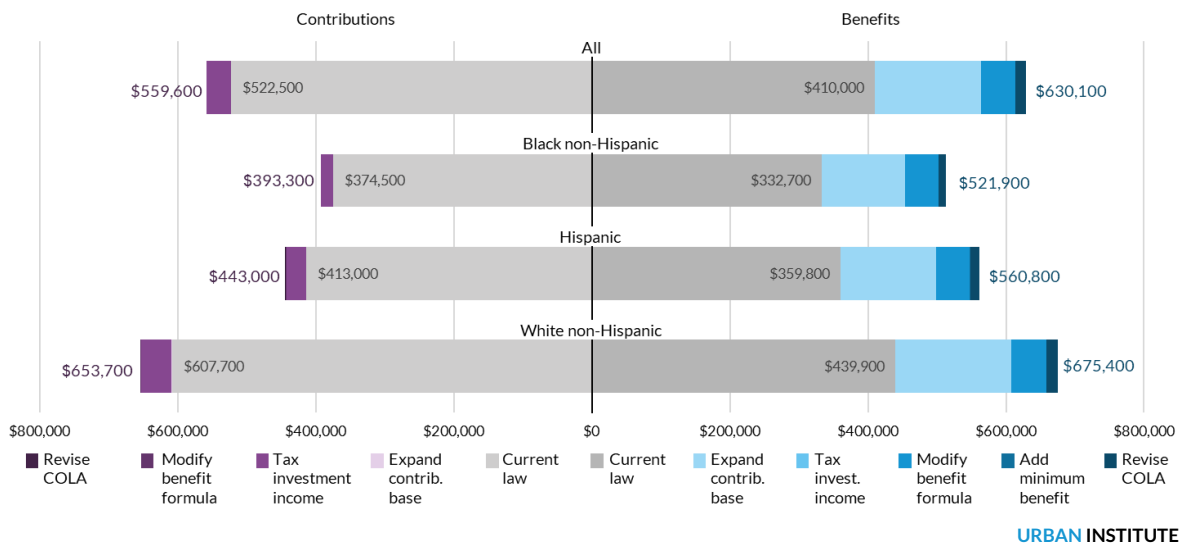 Contributions Benefits
All
$559,600 $522,500 $410,000 $630,100
Black non-Hispanic
$393,300 $374,500 $332,700 $521,900
Hispanic
$443,000 $413,000 $359,800 $560,800
White non-Hispanic
$653,700 $607,700 $439,900 $675,400
$800,000 $600,000 $400,000 $200,000 $0 $200,000 $400,000 $600,000 $800,000
Revise
COLA
Modify
benefit
formula
Tax
investment
income
Expand
contrib.
base
Current
law
Current
law
Expand
contrib.
base
Tax
invest.
income
Modify
benefit
formula
Add
minimum
benefit
Revise
COLA
URBAN INSTITUTE